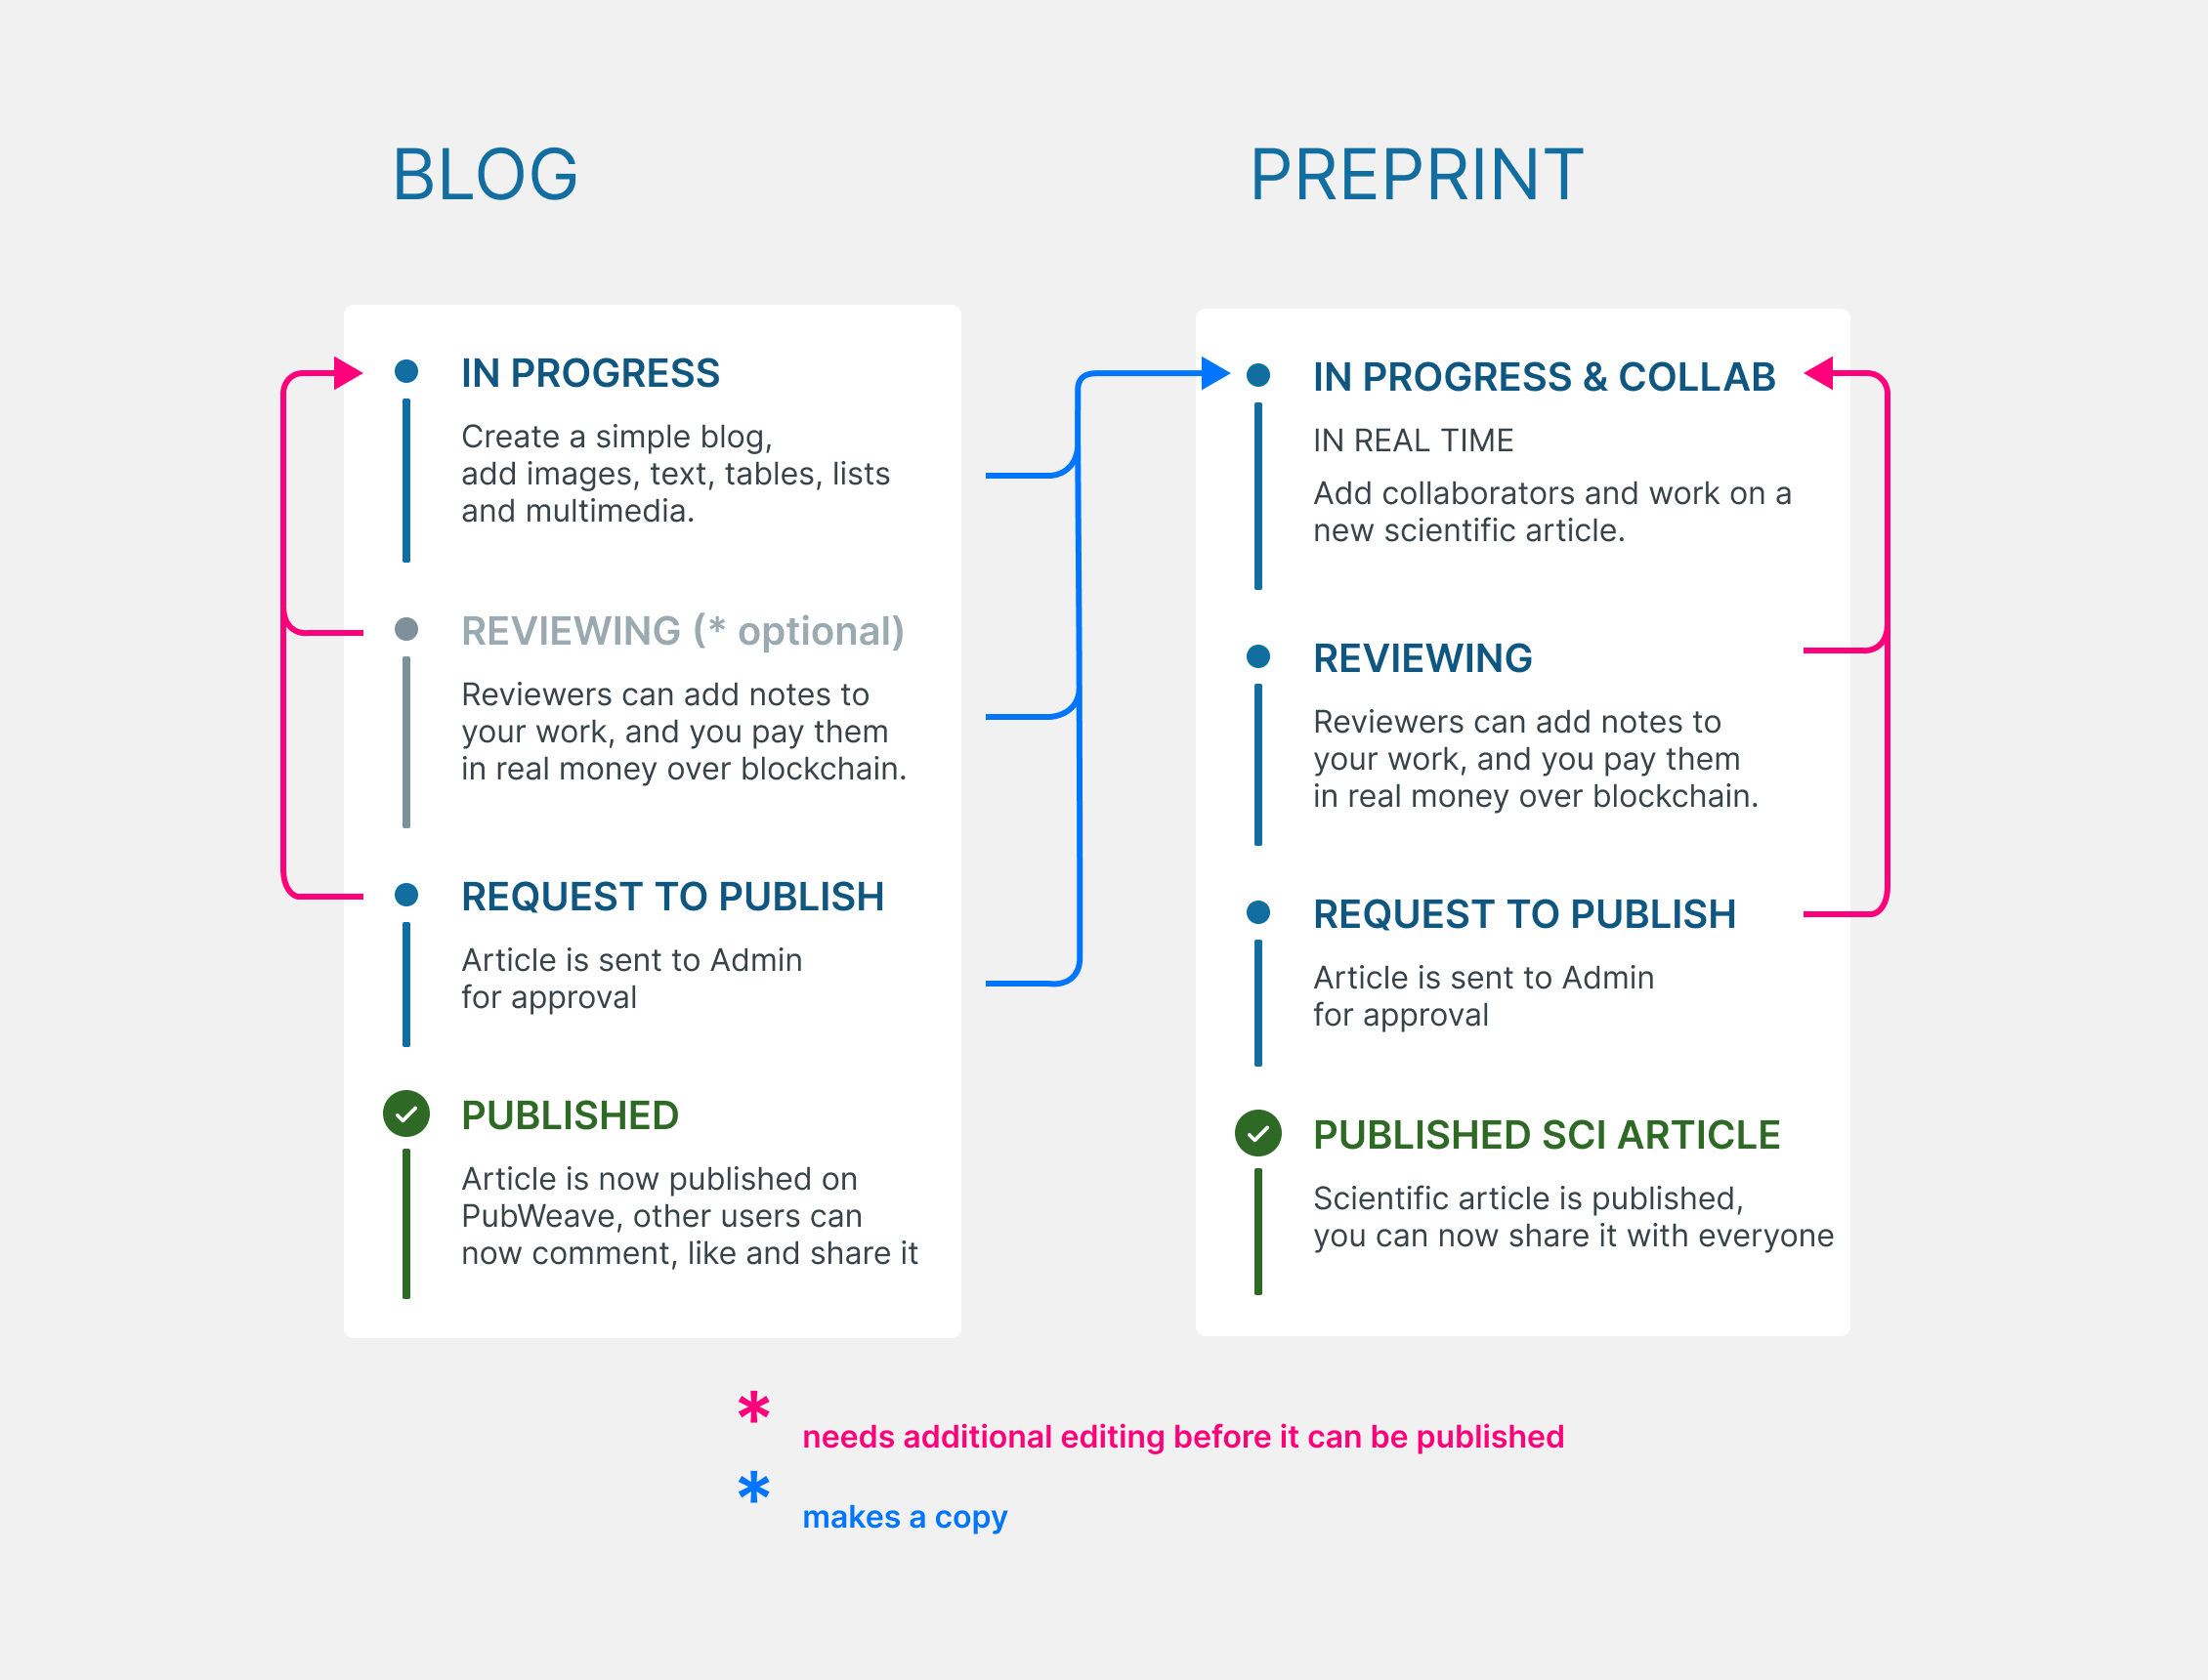 BLOG
IN PROGRESS
Create a simple blog,
add images, text, tables, lists
and multimedia.
REVIEWING (* optional)
Reviewers can add notes to
your work, and you pay them
in real money over blockchain.
REQUEST TO PUBLISH
Article is sent to Admin
for approval
PUBLISHED
Article is now published on
PubWeave, other users can
now comment, like and share it
PREPRINT
IN PROGRESS & COLLAB
IN REAL TIME
Add collaborators and work on a
new scientific article.
REVIEWING
Reviewers can add notes to
your work, and you pay them
in real money over blockchain.
REQUEST TO PUBLISH
Article is sent to Admin
for approval
PUBLISHED SCI ARTICLE
Scientific article is published,
you can now share it with everyone
* needs additional editing before it can be published
* makes a copy